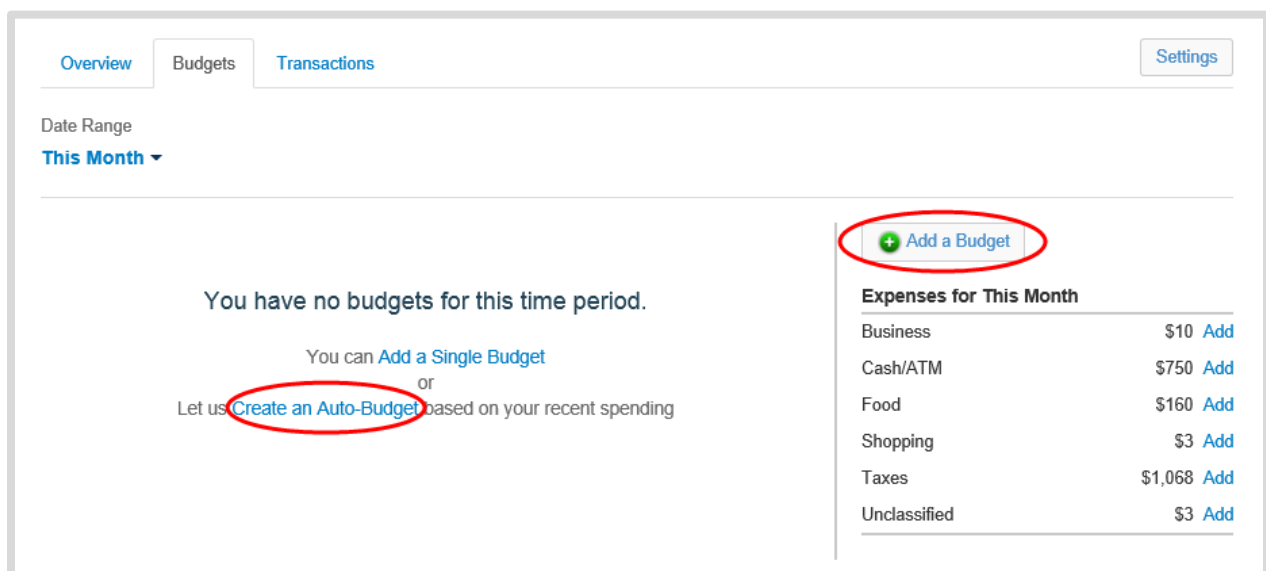 Overview Budgets Transactions Settings
Date Range
This Month
Add a Budget
You have no budgets for this time period.
You can Add a Single Budget
or
Let us Create an Auto-Budget based on your recent spending
Expenses for This Month
Business $10 Add
Cash/ATM $750 Add
Food $160 Add
Shopping $3 Add
Taxes $1,068 Add
Unclassified $3 Add